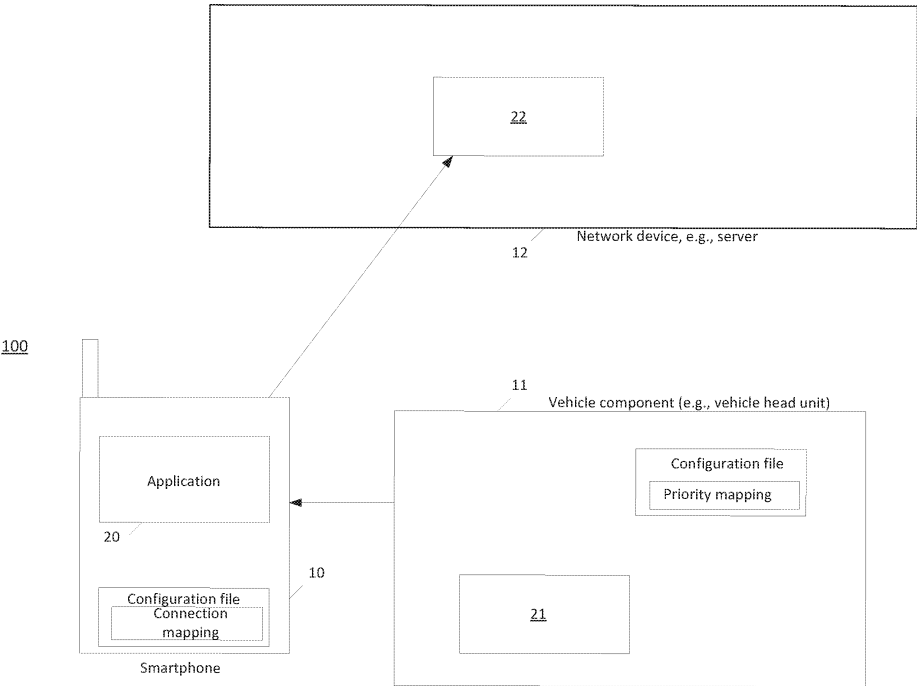 22
Network device, e.g., server
12
100
11
Vehicle component (e.g., vehicle head unit)
Application
Configuration file
Priority mapping
20
10
Configuration file
Connection
mapping
21
Smartphone